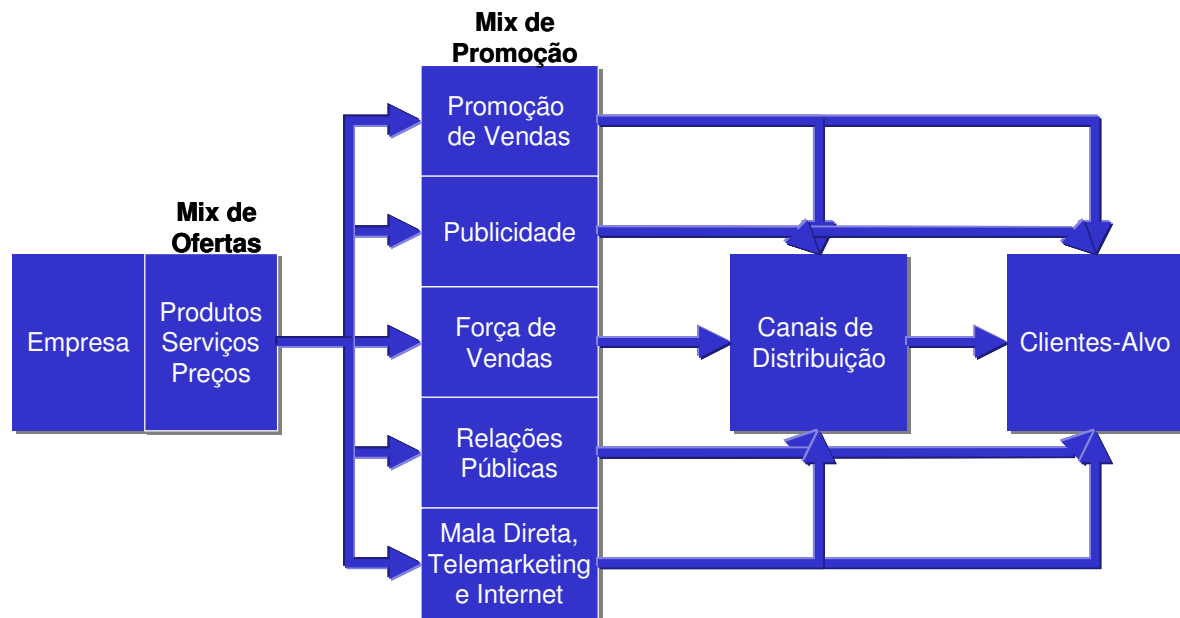 Mix de
Promoção
Promoção
de Vendas
Mix de
Ofertas
Publicidade
Empresa
Produtos
Serviços
Preços
Força de
Vendas
Canais de
Distribuição
Clientes-Alvo
Relações
Públicas
Mala Direta,
Telemarketing
e Internet